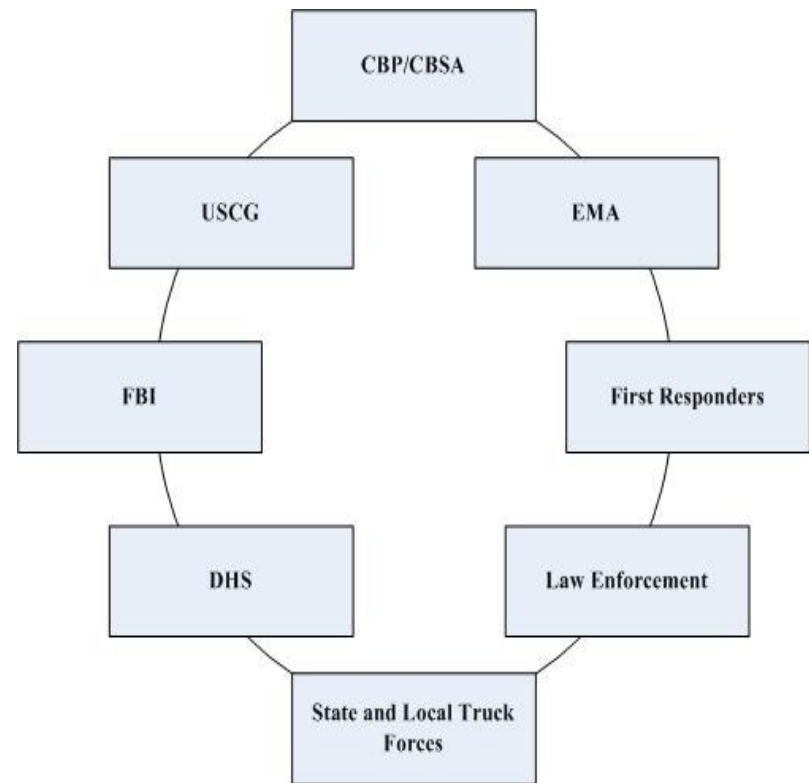 CBP/CBSA
USCG
EMA
FBI
First Responders
DHS
Law Enforcement
State and Local Truck
Forces